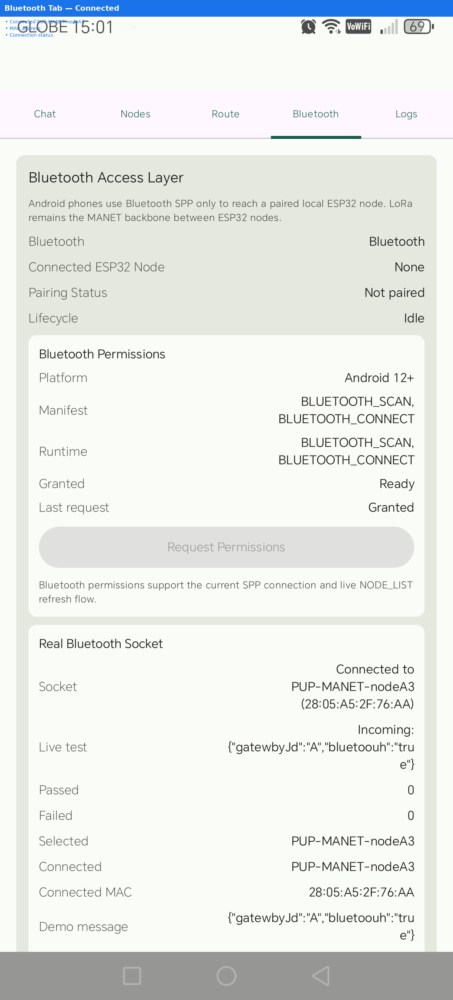 Bluetooth Tab — Connected
• Connected PUP-MANET-nodeA3
• MAC address
• Connection status
GLOBE 15:01
VoWiFi
69
Chat
Nodes
Route
Bluetooth
Logs
Bluetooth Access Layer
Android phones use Bluetooth SPP only to reach a paired local ESP32 node. LoRa
remains the MANET backbone between ESP32 nodes.
Bluetooth
Bluetooth
Connected ESP32 Node
None
Pairing Status
Not paired
Lifecycle
Idle
Bluetooth Permissions
Platform
Android 12+
Manifest
BLUETOOTH_SCAN,
BLUETOOTH_CONNECT
Runtime
BLUETOOTH_SCAN,
BLUETOOTH_CONNECT
Granted
Ready
Last request
Granted
Request Permissions
Bluetooth permissions support the current SPP connection and live NODE_LIST
refresh flow.
Real Bluetooth Socket
Socket
Connected to
PUP-MANET-nodeA3
(28:05:A5:2F:76:AA)
Live test
Incoming:
{"gatewbyJd":"A","bluetoouh":"tru
e"}
Passed
0
Failed
0
Selected
PUP-MANET-nodeA3
Connected
PUP-MANET-nodeA3
Connected MAC
28:05:A5:2F:76:AA
Demo message
{"gatewbyJd":"A","bluetoouh":"tru
e"}